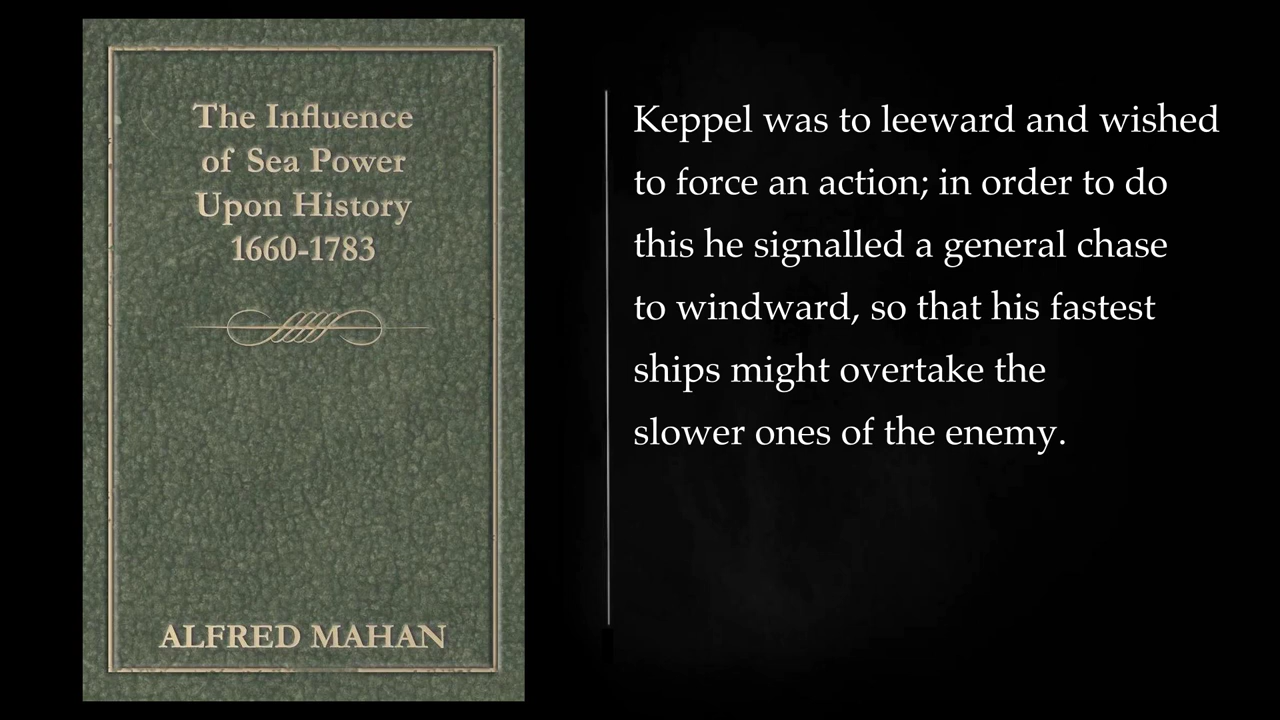 The Influence
of Sea Power
Upon History
1660-1783
ALFRED MAHAN
Keppel was to leeward and wished
to force an action; in order to do
this he signalled a general chase
to windward, so that his fastest
ships might overtake the
slower ones of the enemy.